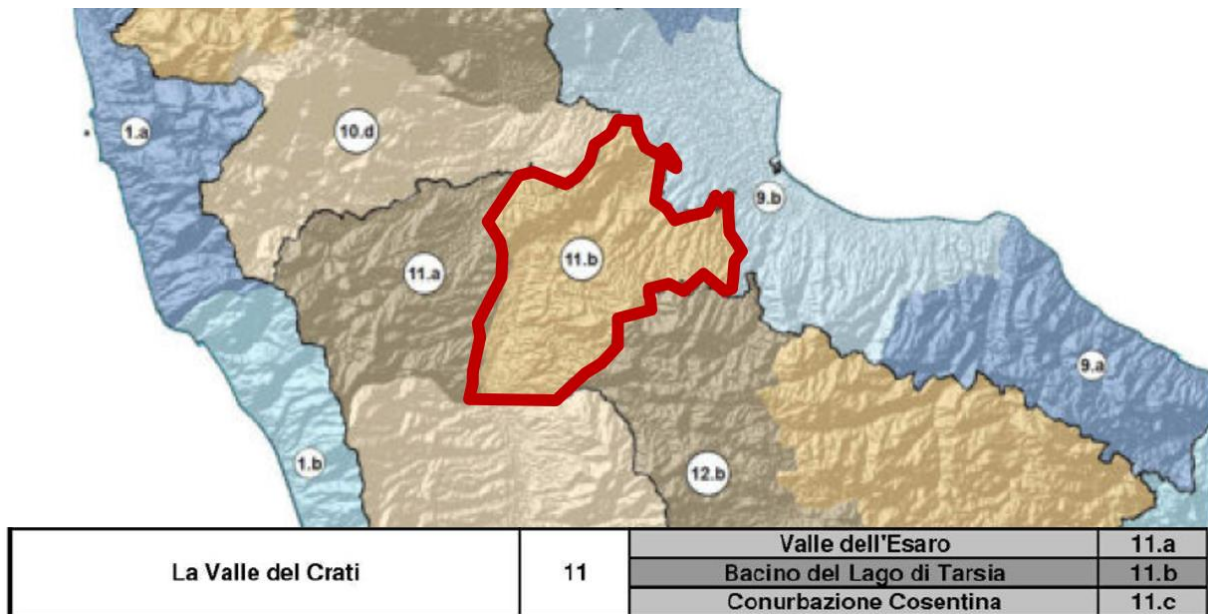 1.a
10.d
9.b
11.b
11.a
9.a
1.b
12.b
Valle dell'Esaro 11.a
La Valle del Crati 11 Bacino del Lago di Tarsia 11.b
Conurbazione Cosentina 11.c